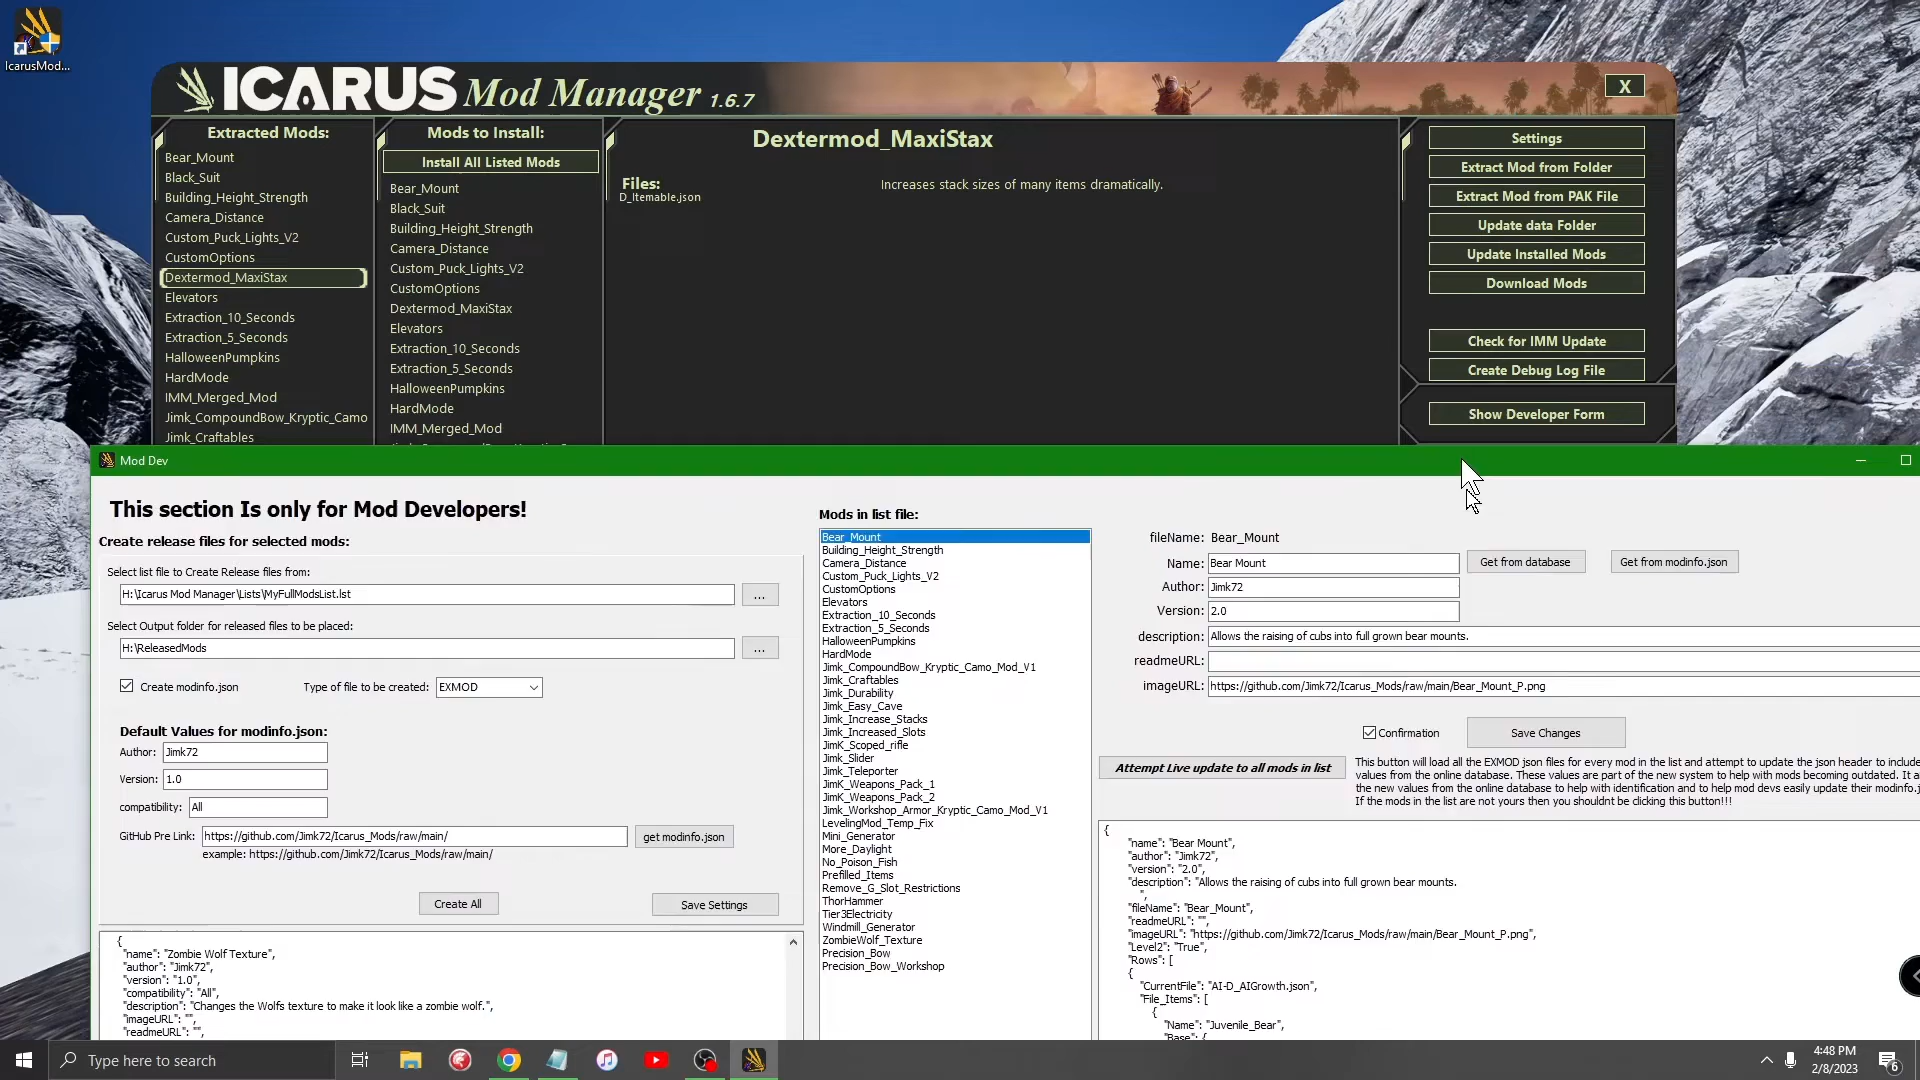 IcarusMod...
ICARUS Mod Manager 1.6.7
X
Extracted Mods:
Bear_Mount
Black_Suit
Building_Height_Strength
Camera_Distance
Custom_Puck_Lights_V2
CustomOptions
Dextermod_MaxiStax
Elevators
Extraction_10_Seconds
Extraction_5_Seconds
HalloweenPumpkins
HardMode
IMM_Merged_Mod
Jimk_CompoundBow_Kryptic_Camo
Jimk_Craftables
Mods to Install:
Install All Listed Mods
Bear_Mount
Black_Suit
Building_Height_Strength
Camera_Distance
Custom_Puck_Lights_V2
CustomOptions
Dextermod_MaxiStax
Elevators
Extraction_10_Seconds
Extraction_5_Seconds
HalloweenPumpkins
HardMode
IMM_Merged_Mod
Dextermod_MaxiStax
Files:
D_Itemable.json
Increases stack sizes of many items dramatically.
Settings
Extract Mod from Folder
Extract Mod from PAK File
Update data Folder
Update Installed Mods
Download Mods
Check for IMM Update
Create Debug Log File
Show Developer Form
Mod Dev
This section Is only for Mod Developers!
Create release files for selected mods:
Select list file to Create Release files from:
H:\Icarus Mod Manager\Lists\MyFullModsList.lst
...
Select Output folder for released files to be placed:
H:\ReleasedMods
...
Create modinfo.json
Type of file to be created: EXMOD
Default Values for modinfo.json:
Author: Jimk72
Version: 1.0
compatibility: All
GitHub Pre Link: https://github.com/Jimk72/Icarus_Mods/raw/main/
get modinfo.json
example: https://github.com/Jimk72/Icarus_Mods/raw/main/
Create All
Save Settings
{
"name": "Zombie Wolf Texture",
"author": "Jimk72",
"version": "1.0",
"compatibility": "All",
"description": "Changes the Wolfs texture to make it look like a zombie wolf.",
"imageURL": "",
"readmeURL": "",
Mods in list file:
Bear_Mount
Building_Height_Strength
Camera_Distance
Custom_Puck_Lights_V2
CustomOptions
Elevators
Extraction_10_Seconds
Extraction_5_Seconds
HalloweenPumpkins
HardMode
Jimk_CompoundBow_Kryptic_Camo_Mod_V1
Jimk_Craftables
Jimk_Durability
Jimk_Easy_Cave
Jimk_Increase_Stacks
Jimk_Increased_Slots
JimK_Scoped_rifle
Jimk_Slider
Jimk_Teleporter
JimK_Weapons_Pack_1
JimK_Weapons_Pack_2
Jimk_Workshop_Armor_Kryptic_Camo_Mod_V1
LevelingMod_Temp_Fix
Mini_Generator
More_Daylight
No_Poison_Fish
Prefilled_Items
Remove_G_Slot_Restrictions
ThorHammer
Tier3Electricity
Windmill_Generator
ZombieWolf_Texture
Precision_Bow
Precision_Bow_Workshop
fileName: Bear_Mount
Name: Bear Mount
Get from database
Get from modinfo.json
Author: Jimk72
Version: 2.0
description: Allows the raising of cubs into full grown bear mounts.
readmeURL:
imageURL: https://github.com/Jimk72/Icarus_Mods/raw/main/Bear_Mount_P.png
Confirmation
Save Changes
Attempt Live update to all mods in list
This button will load all the EXMOD json files for every mod in the list and attempt to update the json header to include
values from the online database. These values are part of the new system to help with mods becoming outdated. It a
the new values from the online database to help with identification and to help mod devs easily update their modinfo.j
If the mods in the list are not yours then you shouldnt be clicking this button!!!
{
"name": "Bear Mount",
"author": "Jimk72",
"version": "2.0",
"description": "Allows the raising of cubs into full grown bear mounts.
",
"fileName": "Bear_Mount",
"readmeURL": "",
"imageURL": "https://github.com/Jimk72/Icarus_Mods/raw/main/Bear_Mount_P.png",
"Level2": "True",
"Rows": [
{
"CurrentFile": "AI-D_AIGrowth.json",
"File_Items": [
{
"Name": "Juvenile_Bear",
"Base": {
Type here to search
4:48 PM
2/8/2023
6